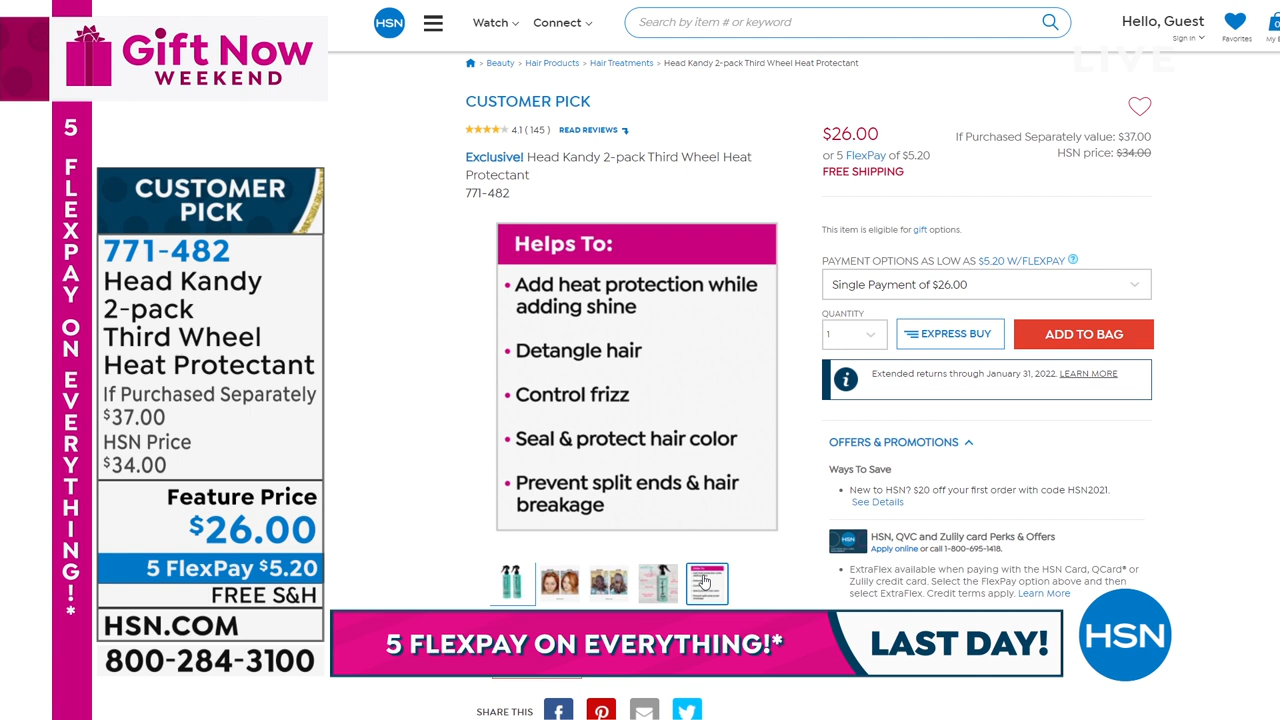 Gift Now
WEEKEND
5 FLEXPAY ON EVERYTHING!*
CUSTOMER
PICK
771-482
Head Kandy
2-pack
Third Wheel
Heat Protectant
If Purchased Separately
$37.00
HSN Price
$34.00
Feature Price
$26.00
5 FlexPay $5.20
FREE S&H
HSN.COM
800-284-3100
HSN
Watch
Connect
Search by item # or keyword
Hello, Guest
Sign In
Favorites
LIVE
> Beauty > Hair Products > Hair Treatments > Head Kandy 2-pack Third Wheel Heat Protectant
CUSTOMER PICK
4.1 ( 145 ) READ REVIEWS
Exclusive! Head Kandy 2-pack Third Wheel Heat
Protectant
771-482
Helps To:
• Add heat protection while
adding shine
• Detangle hair
• Control frizz
• Seal & protect hair color
• Prevent split ends & hair
breakage
$26.00
or 5 FlexPay of $5.20
FREE SHIPPING
If Purchased Separately value: $37.00
HSN price: $34.00
This item is eligible for gift options.
PAYMENT OPTIONS AS LOW AS $5.20 W/FLEXPAY ?
Single Payment of $26.00
QUANTITY
1
EXPRESS BUY
ADD TO BAG
Extended returns through January 31, 2022. LEARN MORE
OFFERS & PROMOTIONS
Ways To Save
• New to HSN? $20 off your first order with code HSN2021.
See Details
HSN, QVC and Zulily card Perks & Offers
Apply online or call 1-800-695-1418.
• ExtraFlex available when paying with the HSN Card, QCard® or
Zulily credit card. Select the FlexPay option above and then
select ExtraFlex. Credit terms apply. Learn More
5 FLEXPAY ON EVERYTHING!*
LAST DAY!
HSN
SHARE THIS